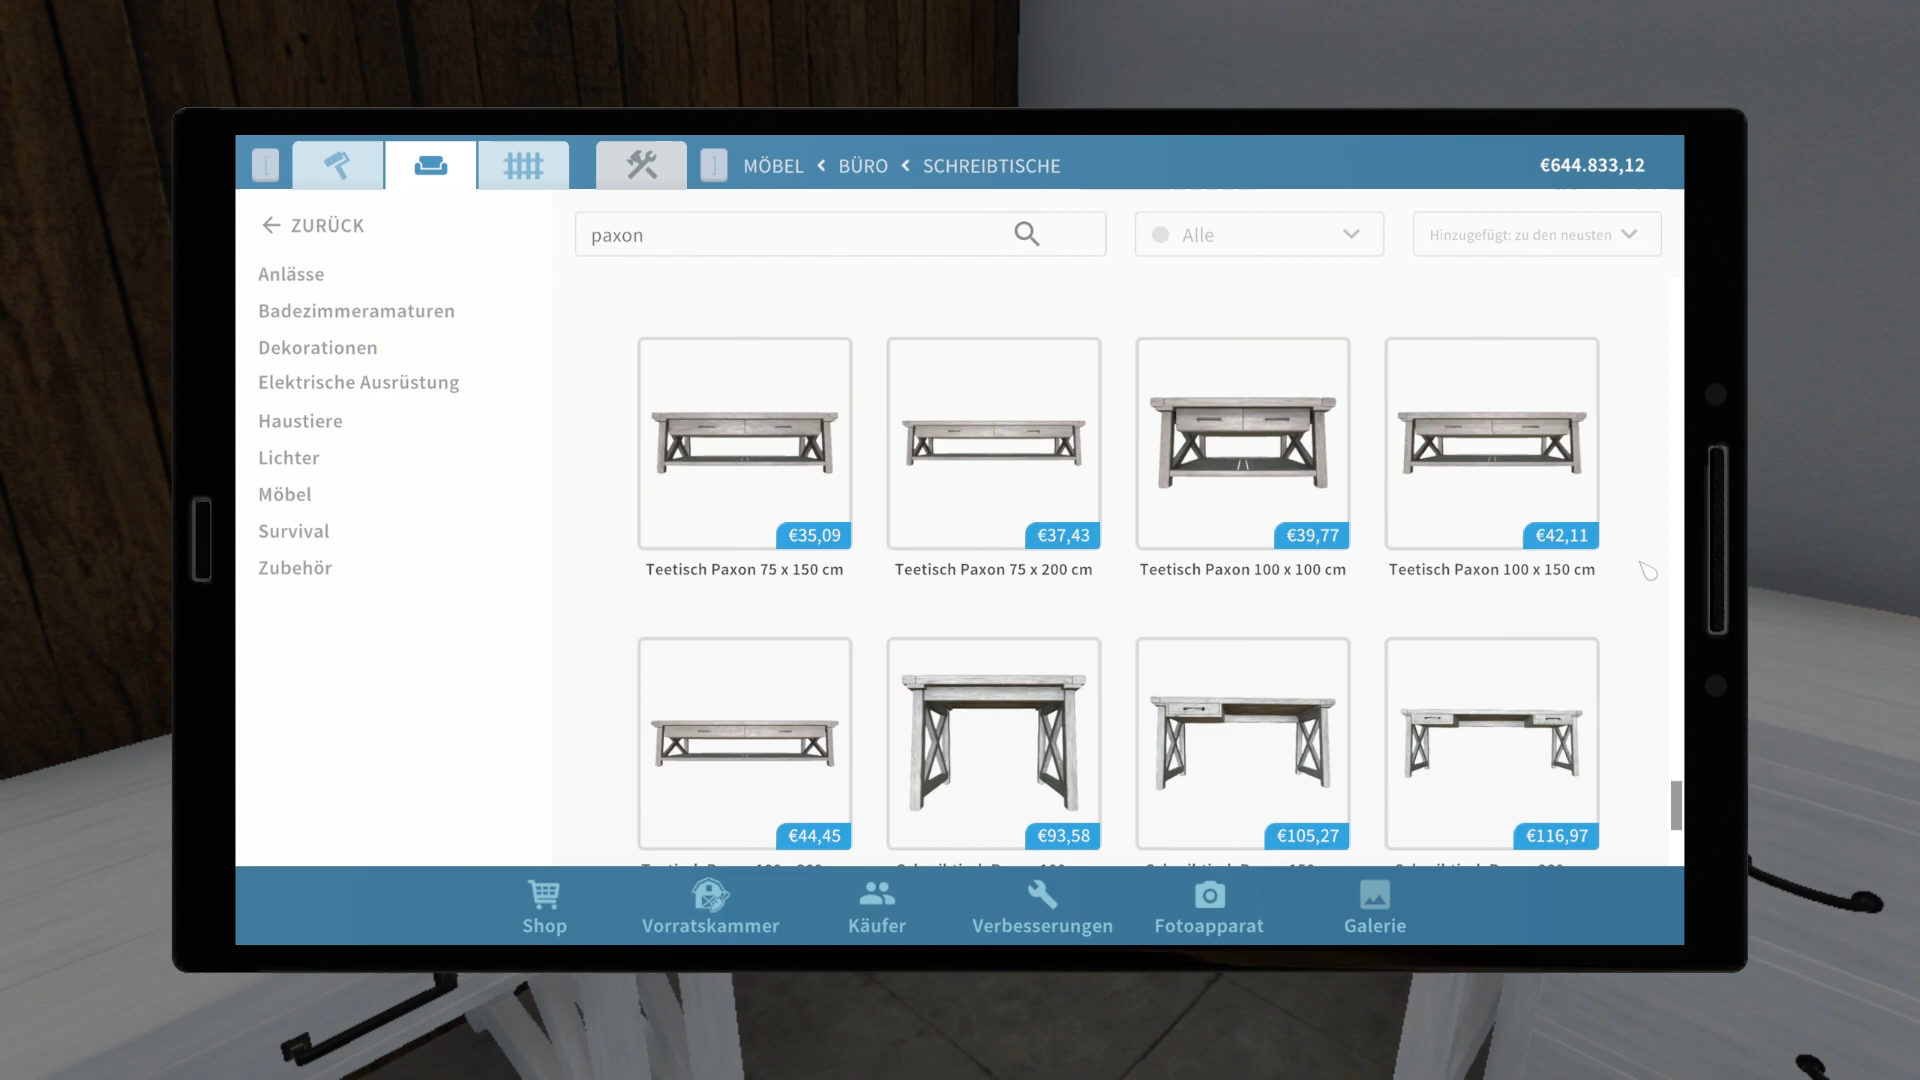 [
]
MÖBEL < BÜRO < SCHREIBTISCHE
€644.833,12
ZURÜCK
paxon
Alle
Hinzugefügt: zu den neusten
Anlässe
Badezimmeramaturen
Dekorationen
Elektrische Ausrüstung
Haustiere
Lichter
Möbel
Survival
Zubehör
€35,09
€37,43
€39,77
€42,11
Teetisch Paxon 75 x 150 cm
Teetisch Paxon 75 x 200 cm
Teetisch Paxon 100 x 100 cm
Teetisch Paxon 100 x 150 cm
€44,45
€93,58
€105,27
€116,97
Shop
Vorratskammer
Käufer
Verbesserungen
Fotoapparat
Galerie